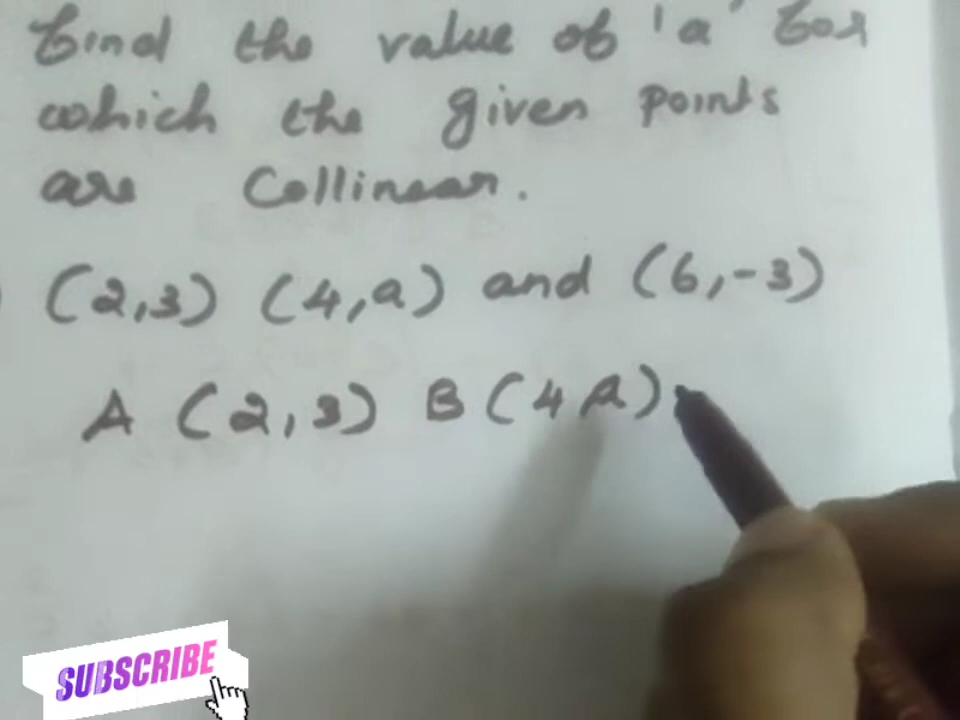 find the value of 'a' for
which the given points
are Collinear.
(2,3) (4,a) and (6,-3)
A (2,3) B (4 a)
SUBSCRIBE